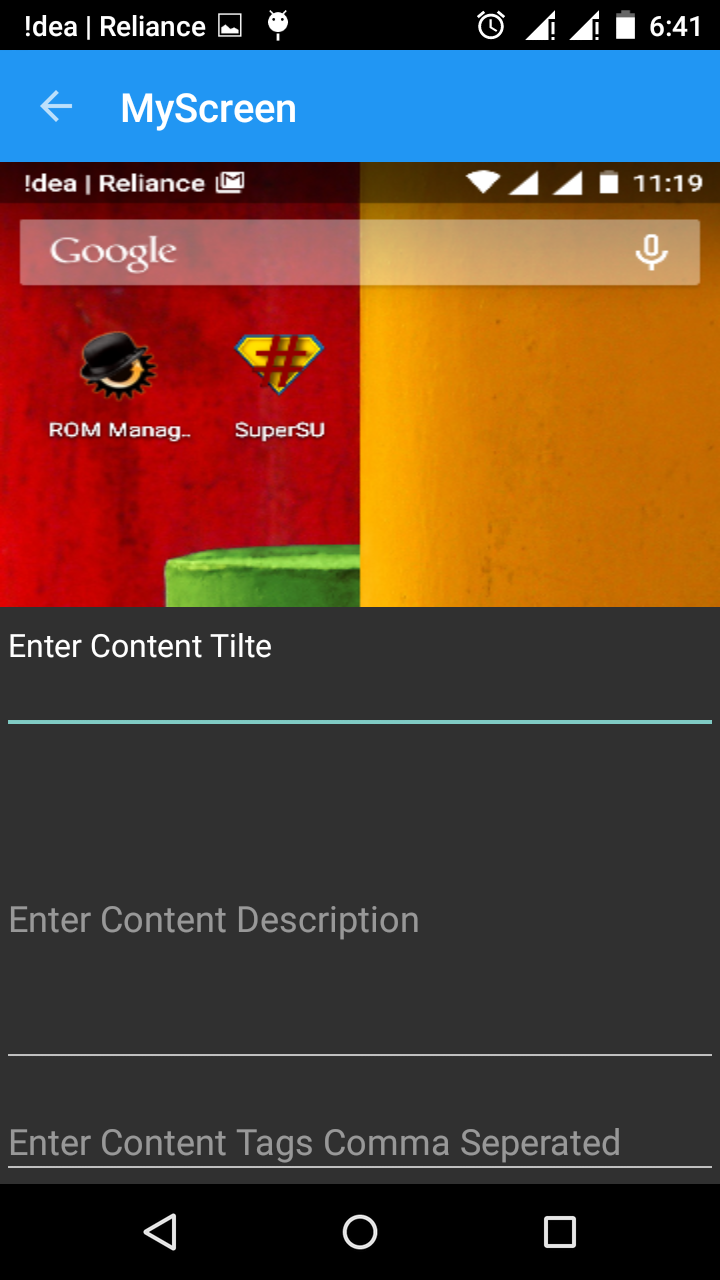 !dea | Reliance 6:41
MyScreen
!dea | Reliance 11:19
Google
ROM Manag.. SuperSU
Enter Content Tilte
Enter Content Description
Enter Content Tags Comma Seperated